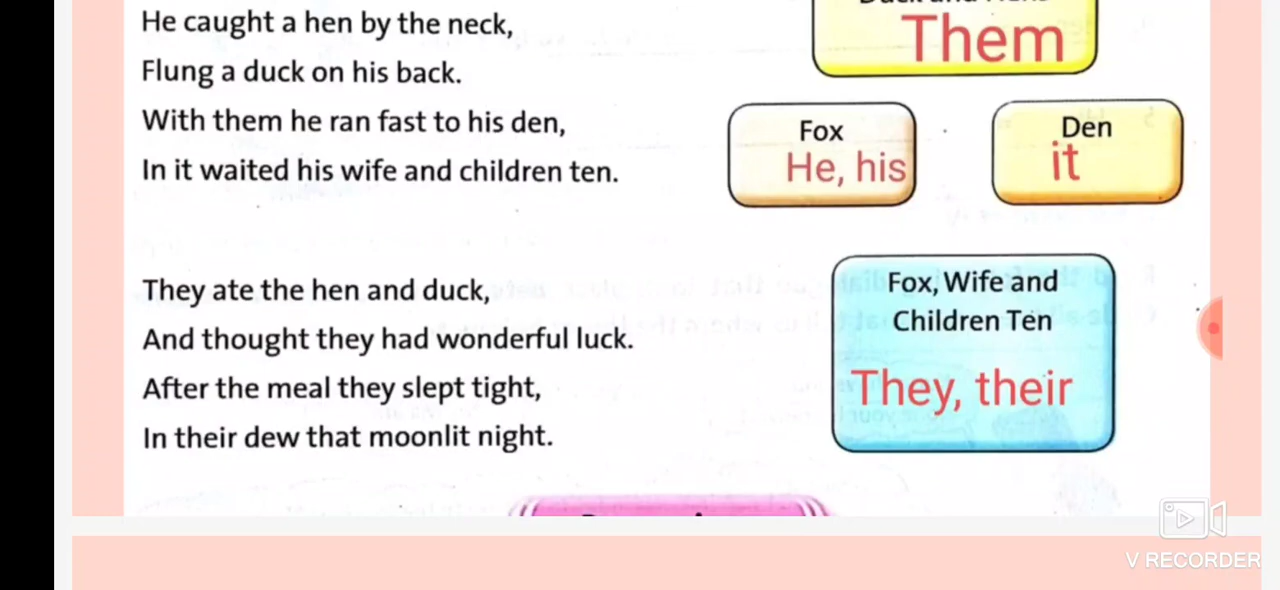 He caught a hen by the neck,
Flung a duck on his back.
With them he ran fast to his den,
In it waited his wife and children ten.
They ate the hen and duck,
And thought they had wonderful luck.
After the meal they slept tight,
In their dew that moonlit night.
Them
Fox
He, his
Den
it
Fox, Wife and
Children Ten
They, their
V RECORDER